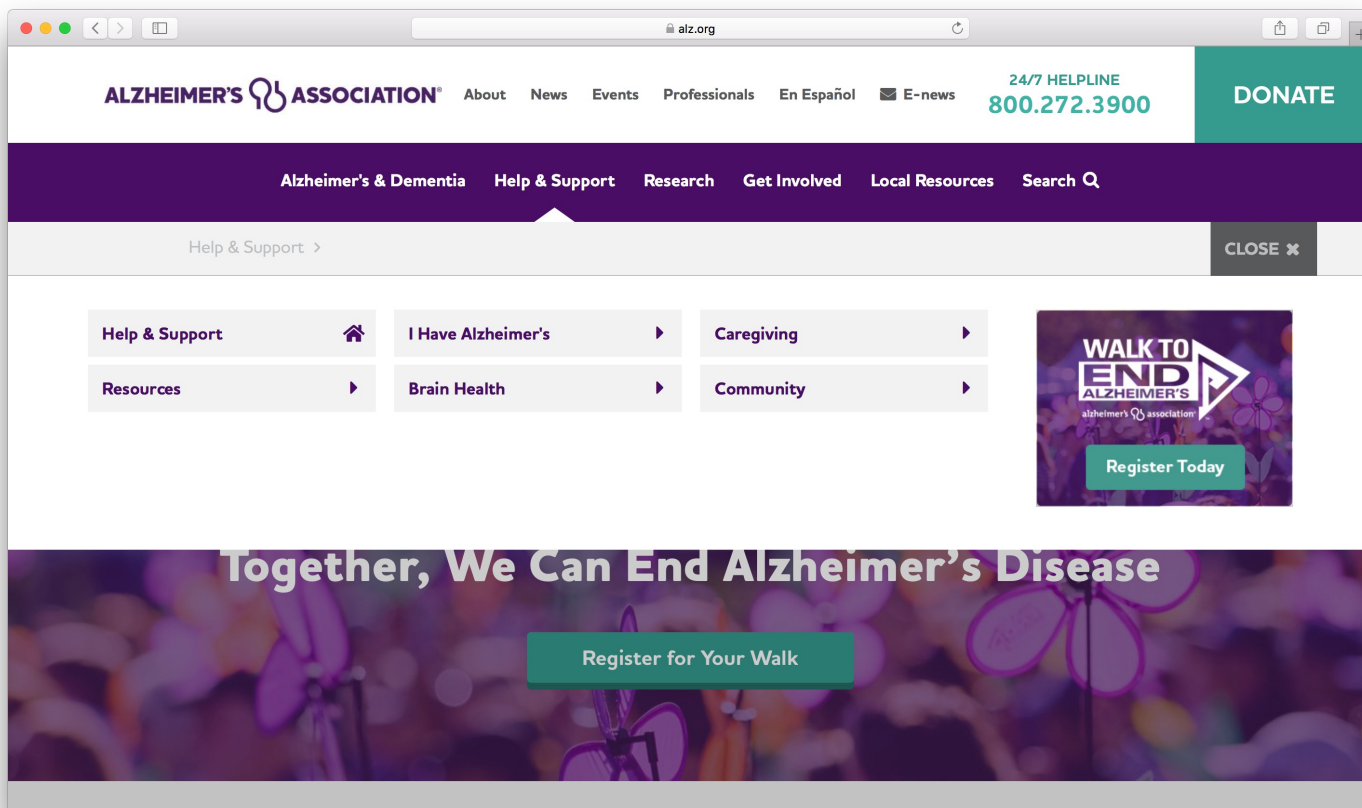 alz.org
ALZHEIMER'S ASSOCIATION®
About News Events Professionals En Español E-news
24/7 HELPLINE
800.272.3900
DONATE
Alzheimer's & Dementia Help & Support Research Get Involved Local Resources Search
Help & Support >
CLOSE ✖
Help & Support
I Have Alzheimer's
Caregiving
Resources
Brain Health
Community
WALK TO
END
ALZHEIMER'S
alzheimer's association
Register Today
Together, We Can End Alzheimer's Disease
Register for Your Walk